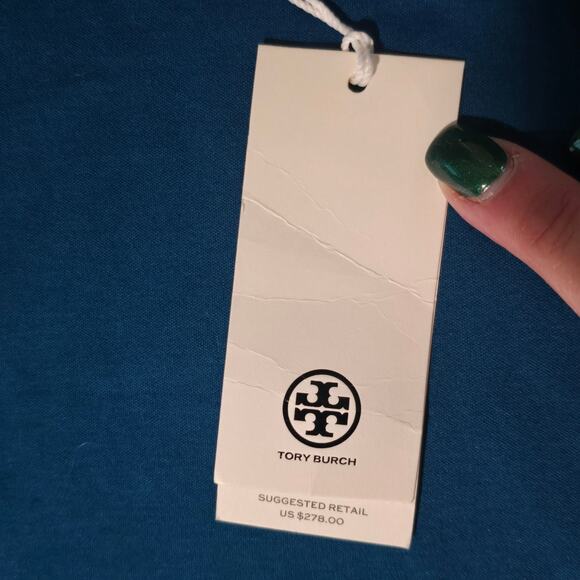 TORY BURCH
SUGGESTED RETAIL
US $278.00